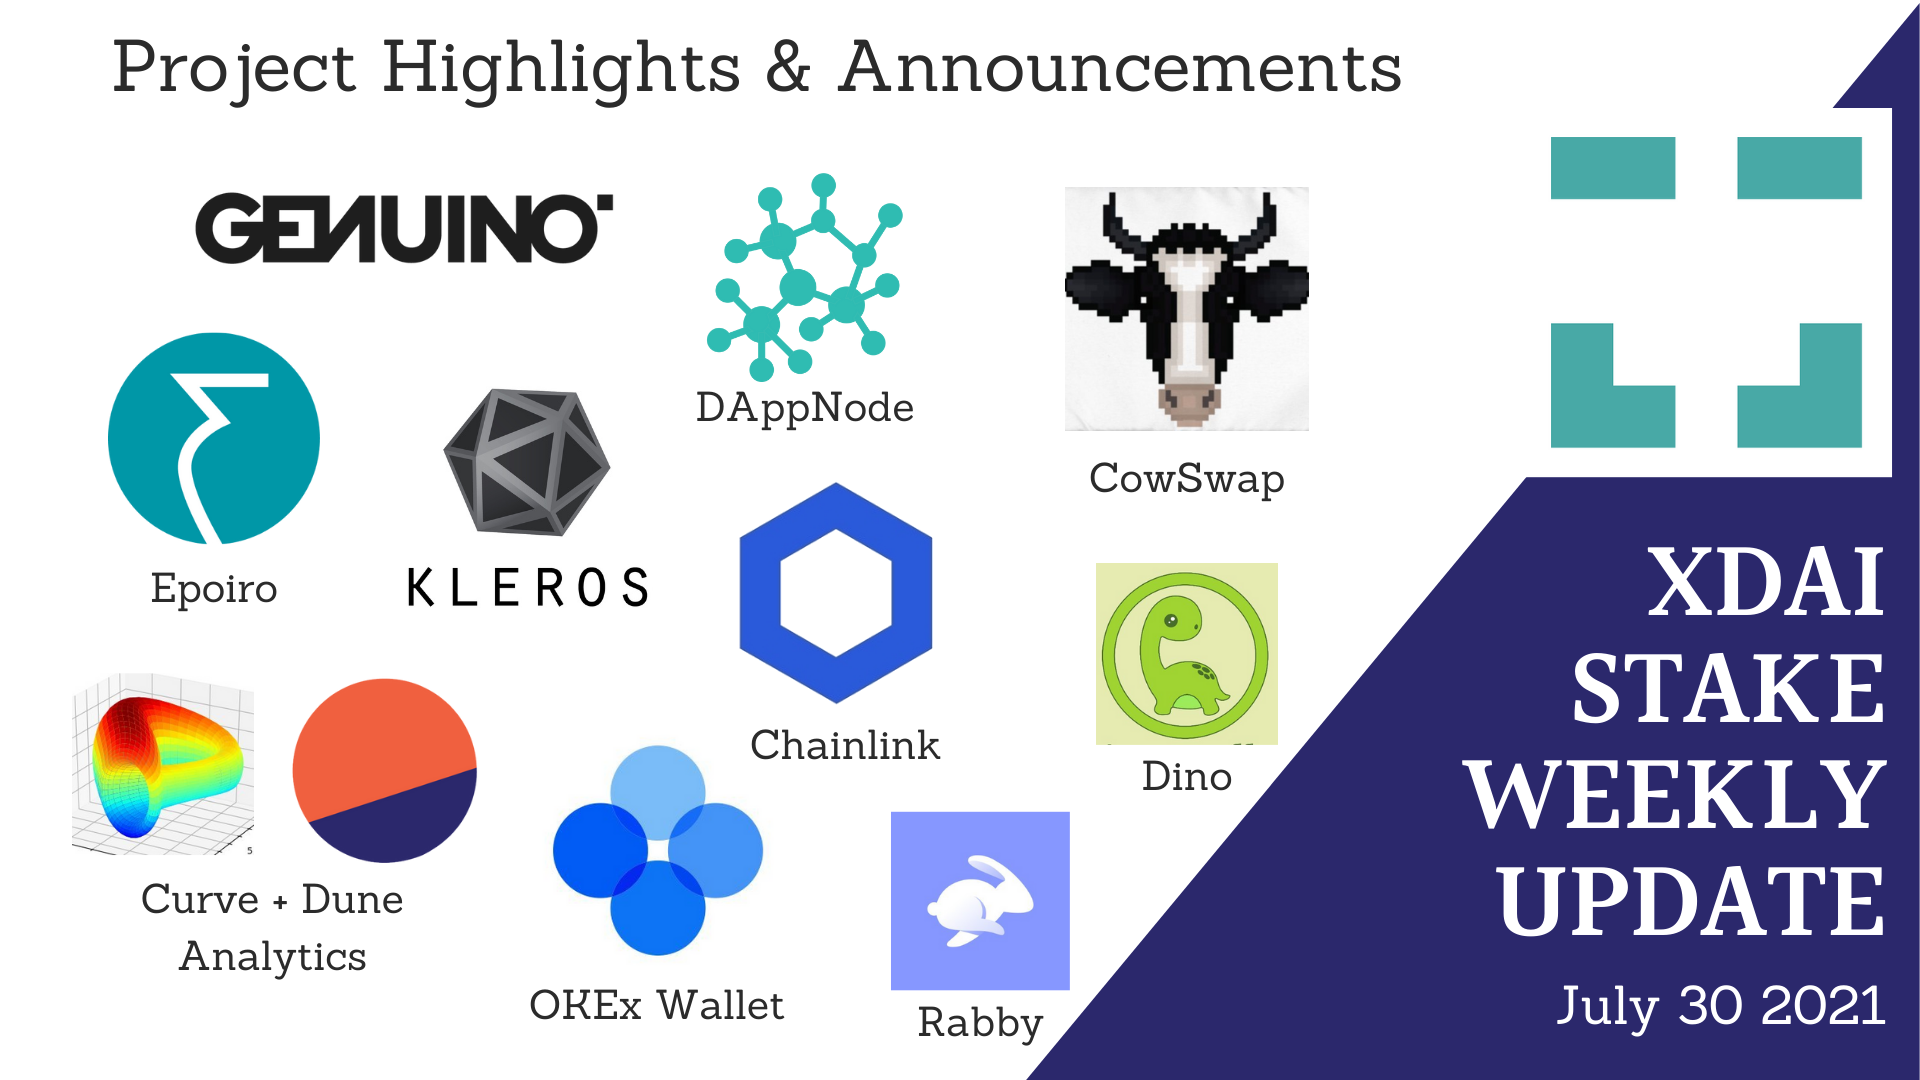 Project Highlights & Announcements
GENUINO
DAppNode
CowSwap
Epoiro
KLEROS
Chainlink
Dino
Curve + Dune
Analytics
5
OKEx Wallet
Rabby
XDAI
STAKE
WEEKLY
UPDATE
July 30 2021